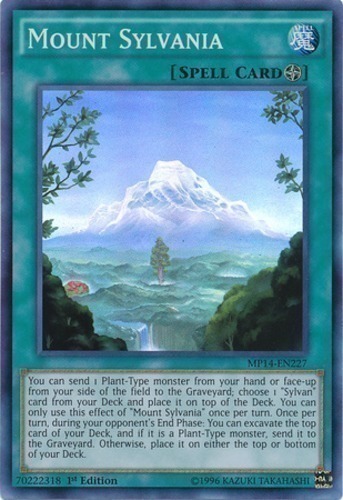 MOUNT SYLVANIA
SPELL
魔
[SPELL CARD]
MP14-EN227
You can send 1 Plant-Type monster from your hand or face-up
from your side of the field to the Graveyard; choose 1 "Sylvan"
card from your Deck and place it on top of the Deck. You can
only use this effect of "Mount Sylvania" once per turn. Once per
turn, during your opponent's End Phase: You can excavate the top
card of your Deck, and if it is a Plant-Type monster, send it to
the Graveyard. Otherwise, place it on either the top or bottom
of your Deck.
70222318 1st Edition ©1996 KAZUKI TAKAHASHI